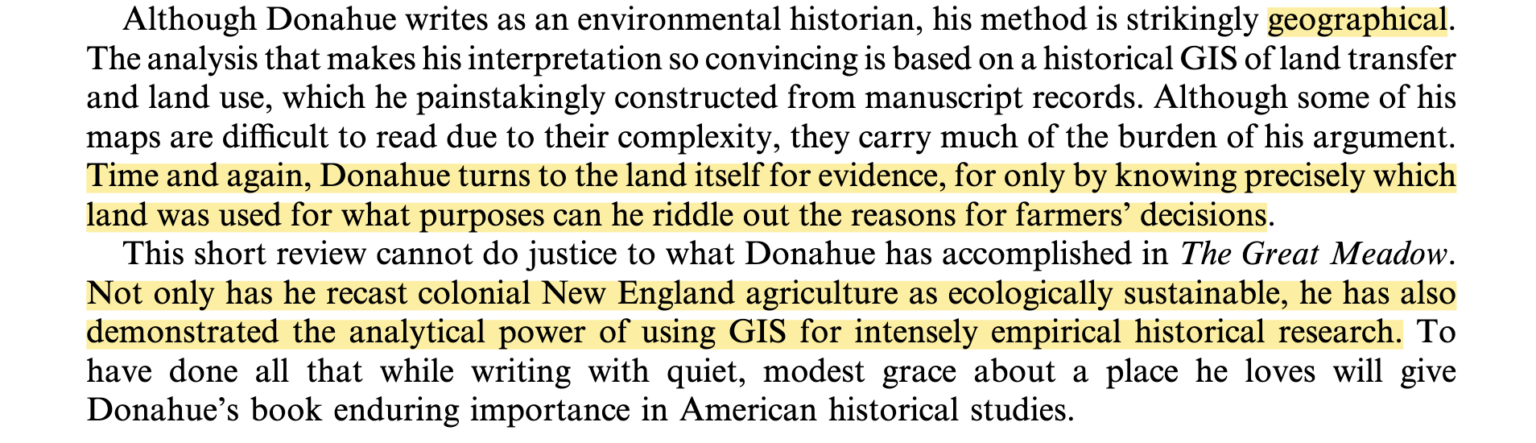 Although Donahue writes as an environmental historian, his method is strikingly geographical.
The analysis that makes his interpretation so convincing is based on a historical GIS of land transfer
and land use, which he painstakingly constructed from manuscript records. Although some of his
maps are difficult to read due to their complexity, they carry much of the burden of his argument.
Time and again, Donahue turns to the land itself for evidence, for only by knowing precisely which
land was used for what purposes can he riddle out the reasons for farmers’ decisions.
This short review cannot do justice to what Donahue has accomplished in The Great Meadow.
Not only has he recast colonial New England agriculture as ecologically sustainable, he has also
demonstrated the analytical power of using GIS for intensely empirical historical research. To
have done all that while writing with quiet, modest grace about a place he loves will give
Donahue’s book enduring importance in American historical studies.